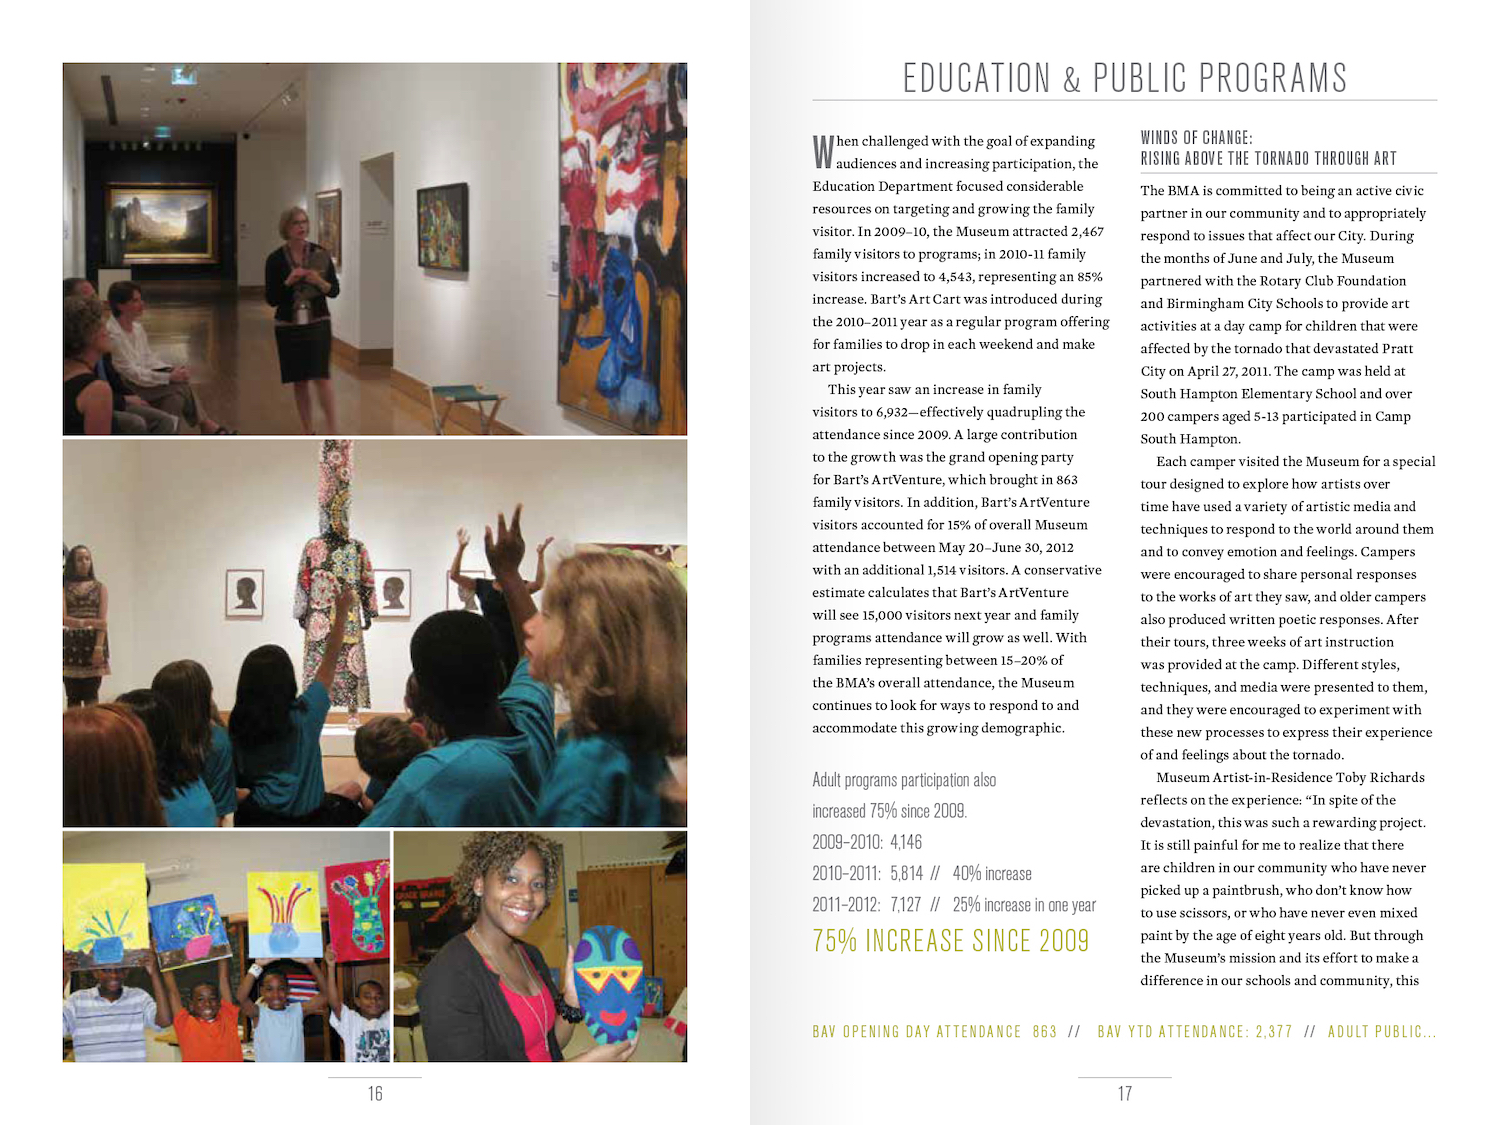 EDUCATION & PUBLIC PROGRAMS
When challenged with the goal of expanding
audiences and increasing participation, the
Education Department focused considerable
resources on targeting and growing the family
visitor. In 2009–10, the Museum attracted 2,467
family visitors to programs; in 2010-11 family
visitors increased to 4,543, representing an 85%
increase. Bart's Art Cart was introduced during
the 2010–2011 year as a regular program offering
for families to drop in each weekend and make
art projects.
This year saw an increase in family
visitors to 6,932—effectively quadrupling the
attendance since 2009. A large contribution
to the growth was the grand opening party
for Bart's ArtVenture, which brought in 863
family visitors. In addition, Bart's ArtVenture
visitors accounted for 15% of overall Museum
attendance between May 20–June 30, 2012
with an additional 1,514 visitors. A conservative
estimate calculates that Bart's ArtVenture
will see 15,000 visitors next year and family
programs attendance will grow as well. With
families representing between 15–20% of
the BMA's overall attendance, the Museum
continues to look for ways to respond to and
accommodate this growing demographic.
Adult programs participation also
increased 75% since 2009.
2009–2010: 4,146
2010–2011: 5,814 // 40% increase
2011–2012: 7,127 // 25% increase in one year
75% INCREASE SINCE 2009
WINDS OF CHANGE:
RISING ABOVE THE TORNADO THROUGH ART
The BMA is committed to being an active civic
partner in our community and to appropriately
respond to issues that affect our City. During
the months of June and July, the Museum
partnered with the Rotary Club Foundation
and Birmingham City Schools to provide art
activities at a day camp for children that were
affected by the tornado that devastated Pratt
City on April 27, 2011. The camp was held at
South Hampton Elementary School and over
200 campers aged 5-13 participated in Camp
South Hampton.
Each camper visited the Museum for a special
tour designed to explore how artists over
time have used a variety of artistic media and
techniques to respond to the world around them
and to convey emotion and feelings. Campers
were encouraged to share personal responses
to the works of art they saw, and older campers
also produced written poetic responses. After
their tours, three weeks of art instruction
was provided at the camp. Different styles,
techniques, and media were presented to them,
and they were encouraged to experiment with
these new processes to express their experience
of and feelings about the tornado.
Museum Artist-in-Residence Toby Richards
reflects on the experience: “In spite of the
devastation, this was such a rewarding project.
It is still painful for me to realize that there
are children in our community who have never
picked up a paintbrush, who don't know how
to use scissors, or who have never even mixed
paint by the age of eight years old. But through
the Museum's mission and its effort to make a
difference in our schools and community, this
BAV OPENING DAY ATTENDANCE 863 // BAV YTD ATTENDANCE: 2,377 // ADULT PUBLIC...
16
17